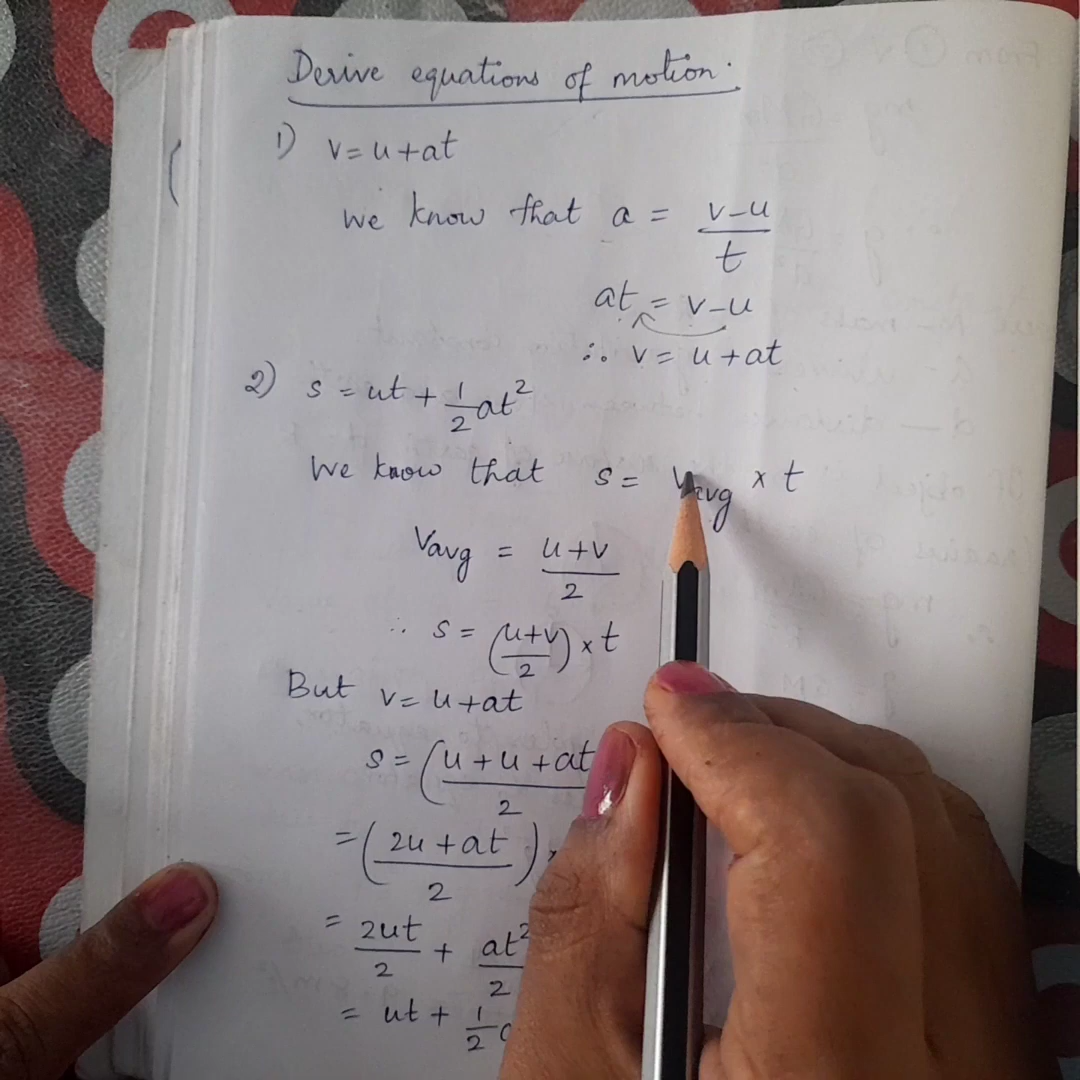 Derive equations of motion.
1) v = u + at
We know that a = v-u/t
at = v-u
∴ v = u + at
2) s = ut + 1/2 at²
We know that s = Vavg × t
Vavg = u+v/2
∴ s = (u+v/2) × t
But v = u + at
s = (u + u + at/2
= (2u + at/2)
= 2ut/2 + at²/2
= ut + 1/2